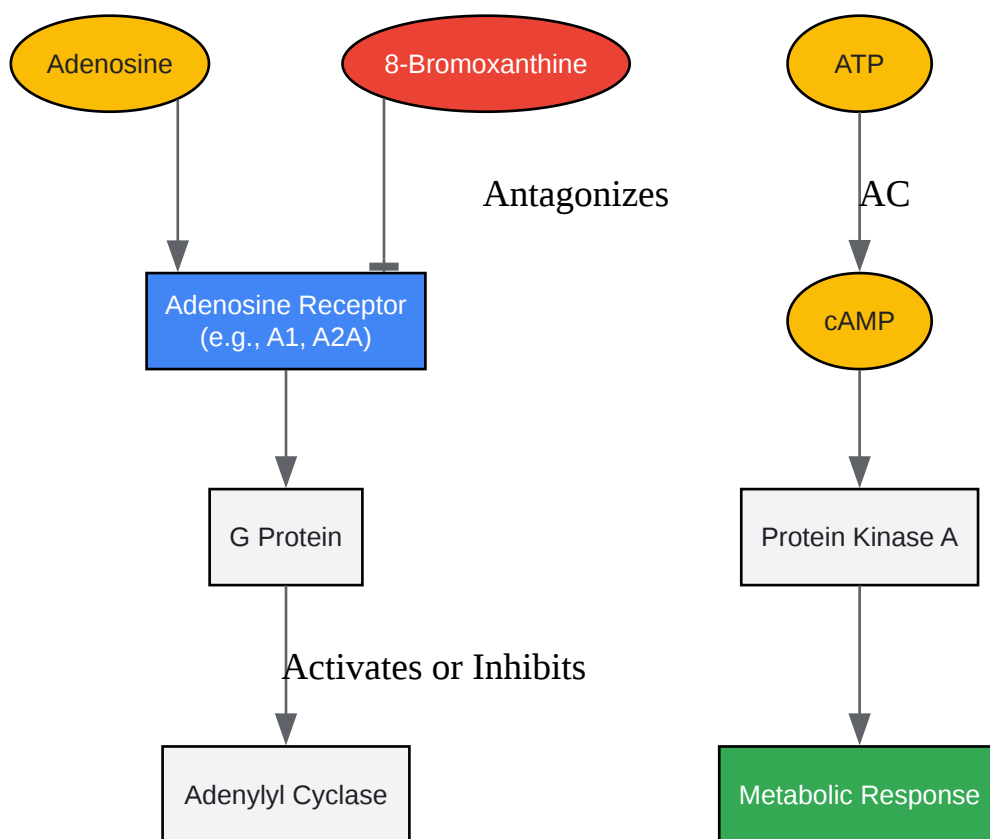 Adenosine
8-Bromoxanthine
ATP
Antagonizes
AC
Adenosine Receptor
(e.g., A1, A2A)
cAMP
G Protein
Protein Kinase A
Activates or Inhibits
Adenylyl Cyclase
Metabolic Response